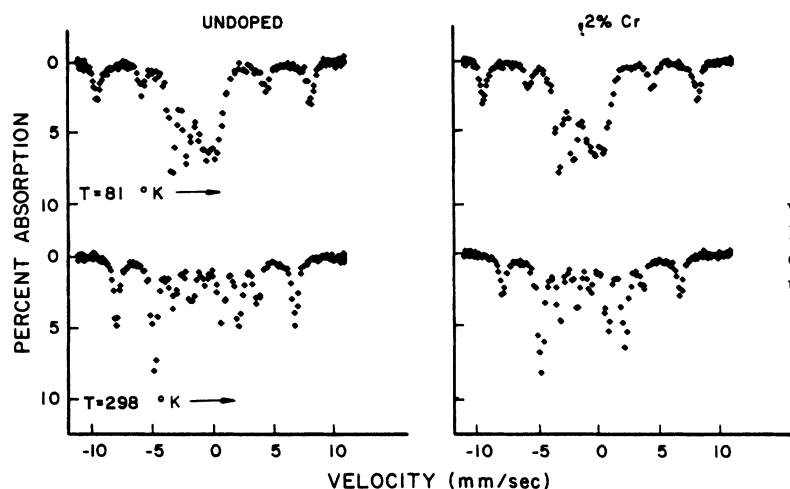 UNDOPED
2% Cr
PERCENT ABSORPTION
0
5
10
T=81 °K
0
5
10
T=298 °K
-10 -5 0 5 10
-10 -5 0 5 10
VELOCITY (mm/sec)